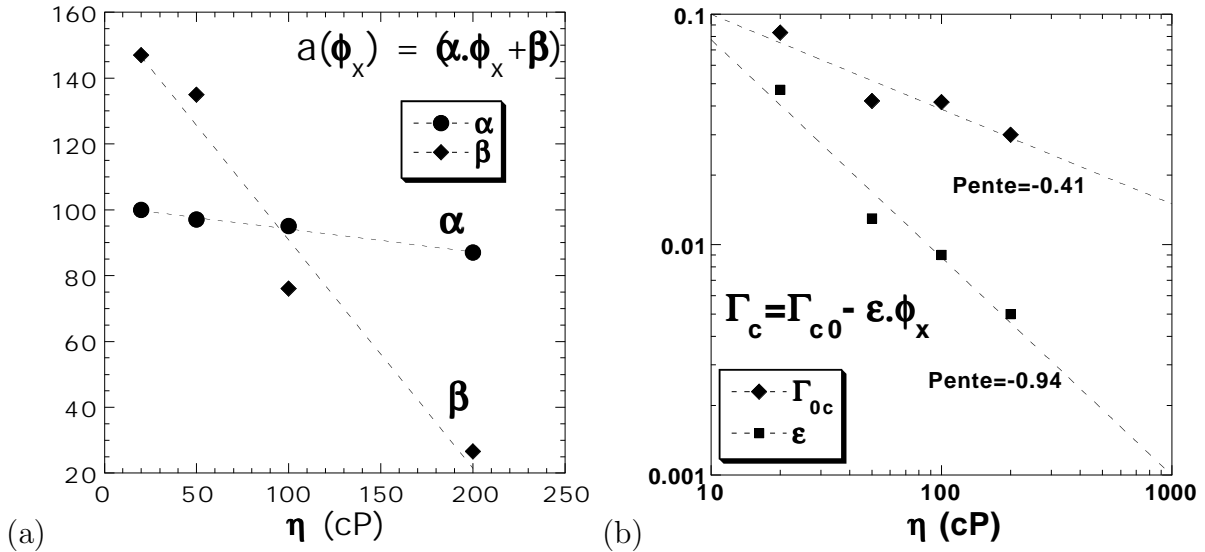 a(ϕx) = (α.ϕx+β)
160
140
120
100
80
60
40
20
α
β
α
β
0 50 100 150 200 250
η (cP)
(a)
0.1
0.01
0.001
Pente=-0.41
Γc=Γc0- ε.ϕx
Pente=-0.94
Γ0c
ε
10 100 1000
η (cP)
(b)